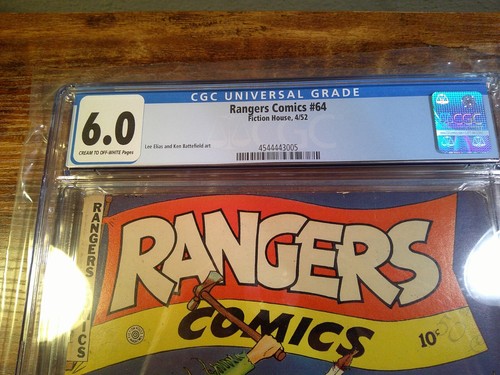 CGC UNIVERSAL GRADE
6.0
CREAM TO OFF-WHITE Pages
Rangers Comics #64
Fiction House, 4/52
Lee Elias and Ken Battefield art
4544443005
CGC
RANGERS COMICS
RANGERS
COMICS
10¢